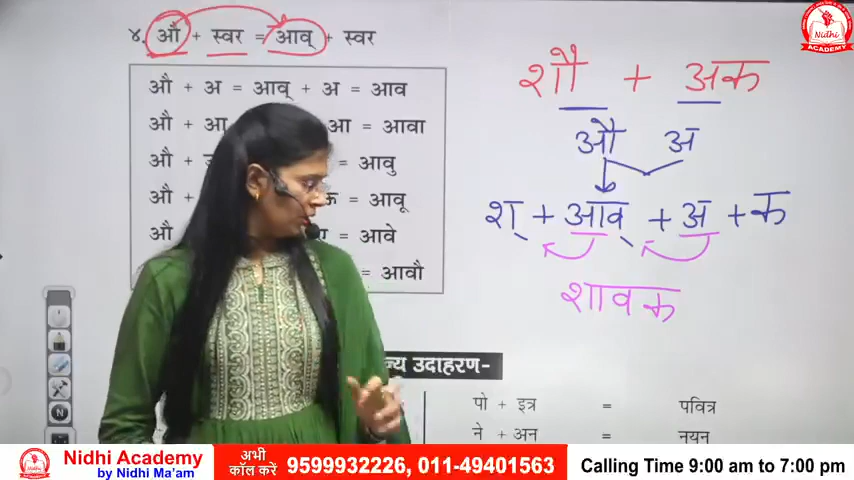 ४. औ + स्वर = आव् + स्वर
औ + अ = आव् + अ = आव
औ + आ आ = आवा
औ + = आवु
औ + = आवू
औ = आवे
= आवौ
शौ + अक
औ अ
श् + आव् + अ + क
शावक
उदाहरण-
पो + इत्र = पवित्र
ने + अन = नयन
Nidhi
ACADEMY
Nidhi Academy
by Nidhi Ma'am
अभी
कॉल करें
9599932226, 011-49401563
Calling Time 9:00 am to 7:00 pm